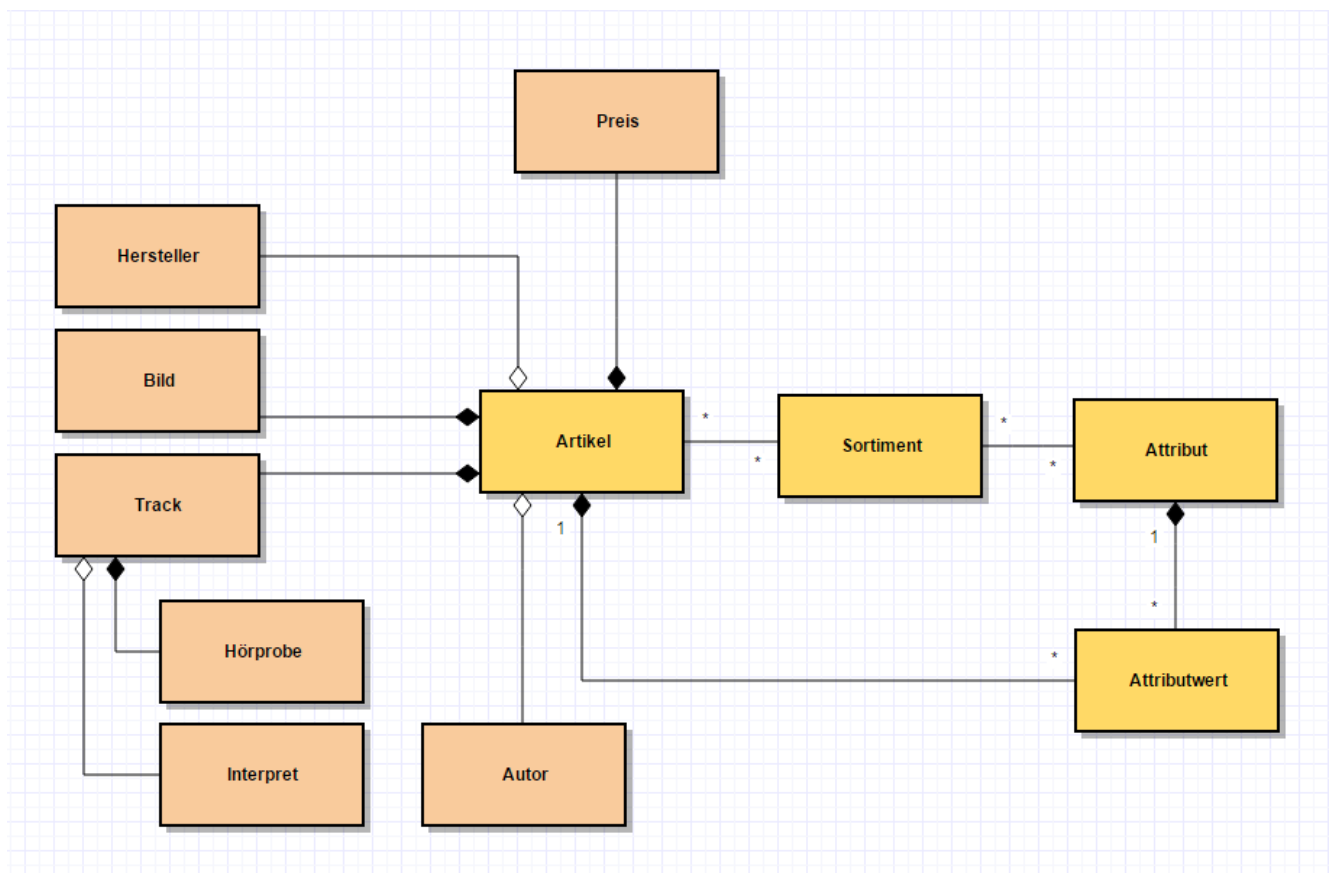 Preis
Hersteller
Bild
Artikel
*
*
Sortiment
*
*
Attribut
Track
1
1
*
*
Hörprobe
Attributwert
Interpret
Autor